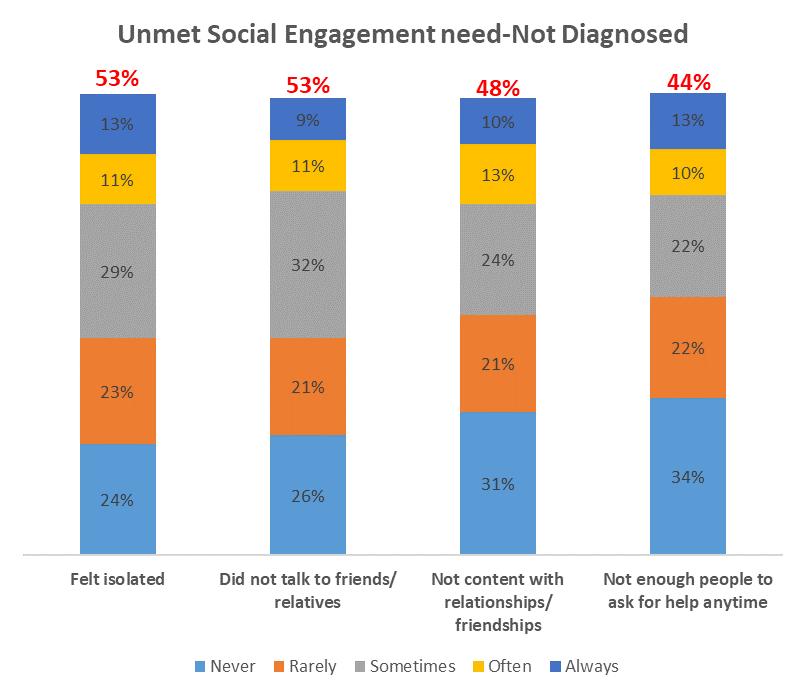 Unmet Social Engagement need-Not Diagnosed
53%
53%
48%
44%
13%
9%
10%
13%
11%
11%
13%
10%
29%
32%
24%
22%
23%
21%
21%
22%
24%
26%
31%
34%
Felt isolated
Did not talk to friends/
relatives
Not content with
relationships/
friendships
Not enough people to
ask for help anytime
Never Rarely Sometimes Often Always